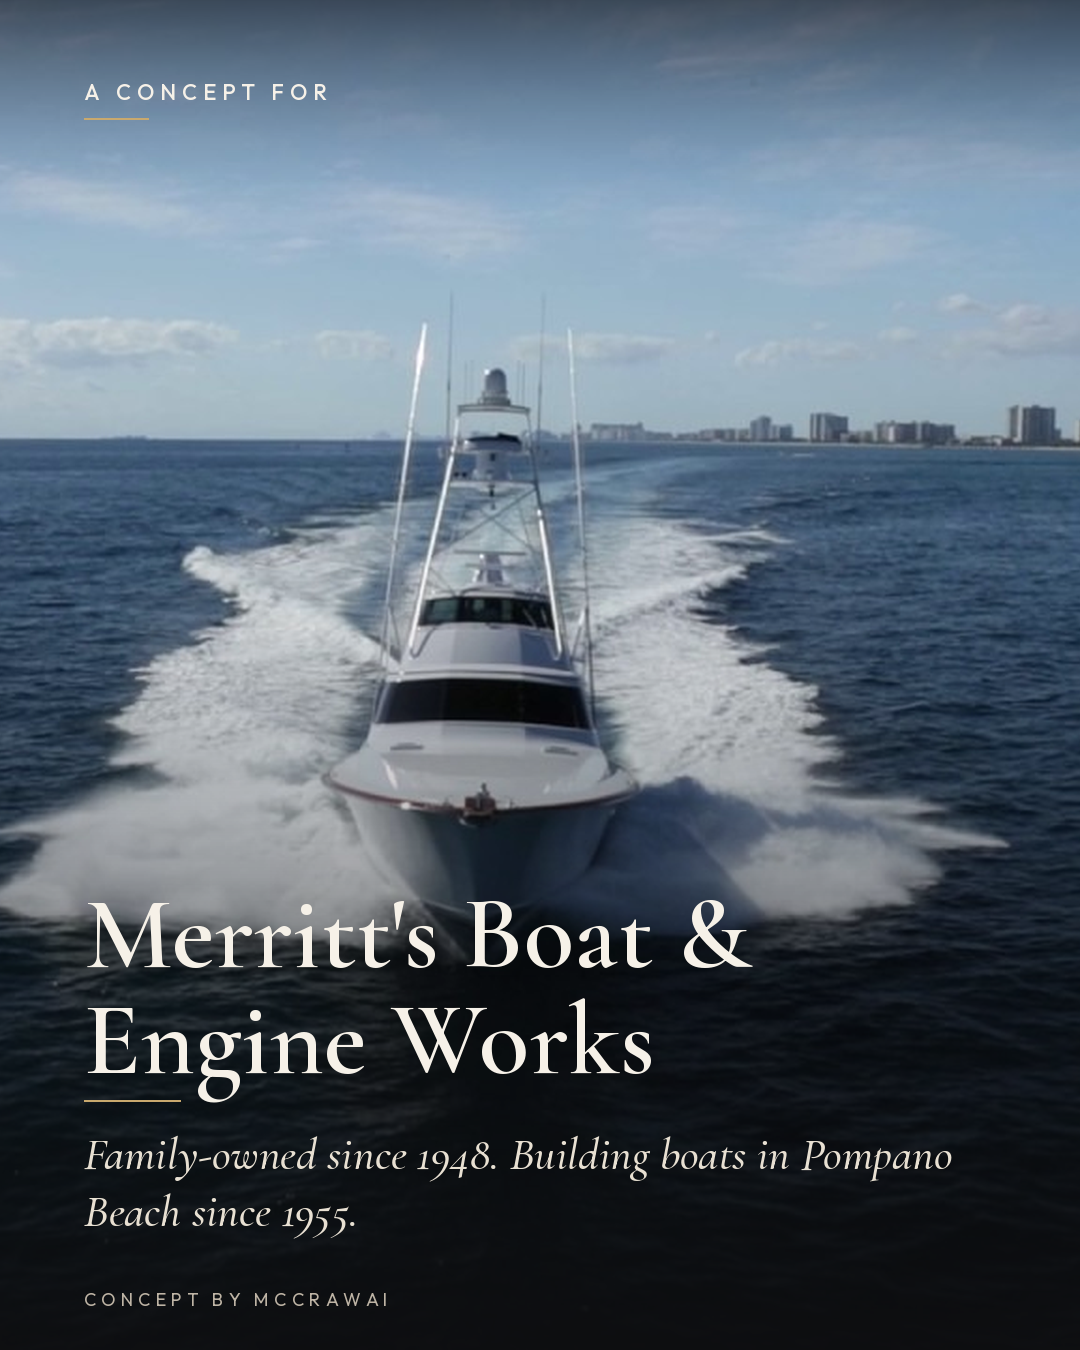 A CONCEPT FOR
Merritt's Boat &
Engine Works
Family-owned since 1948. Building boats in Pompano
Beach since 1955.
CONCEPT BY MCCRAWAI